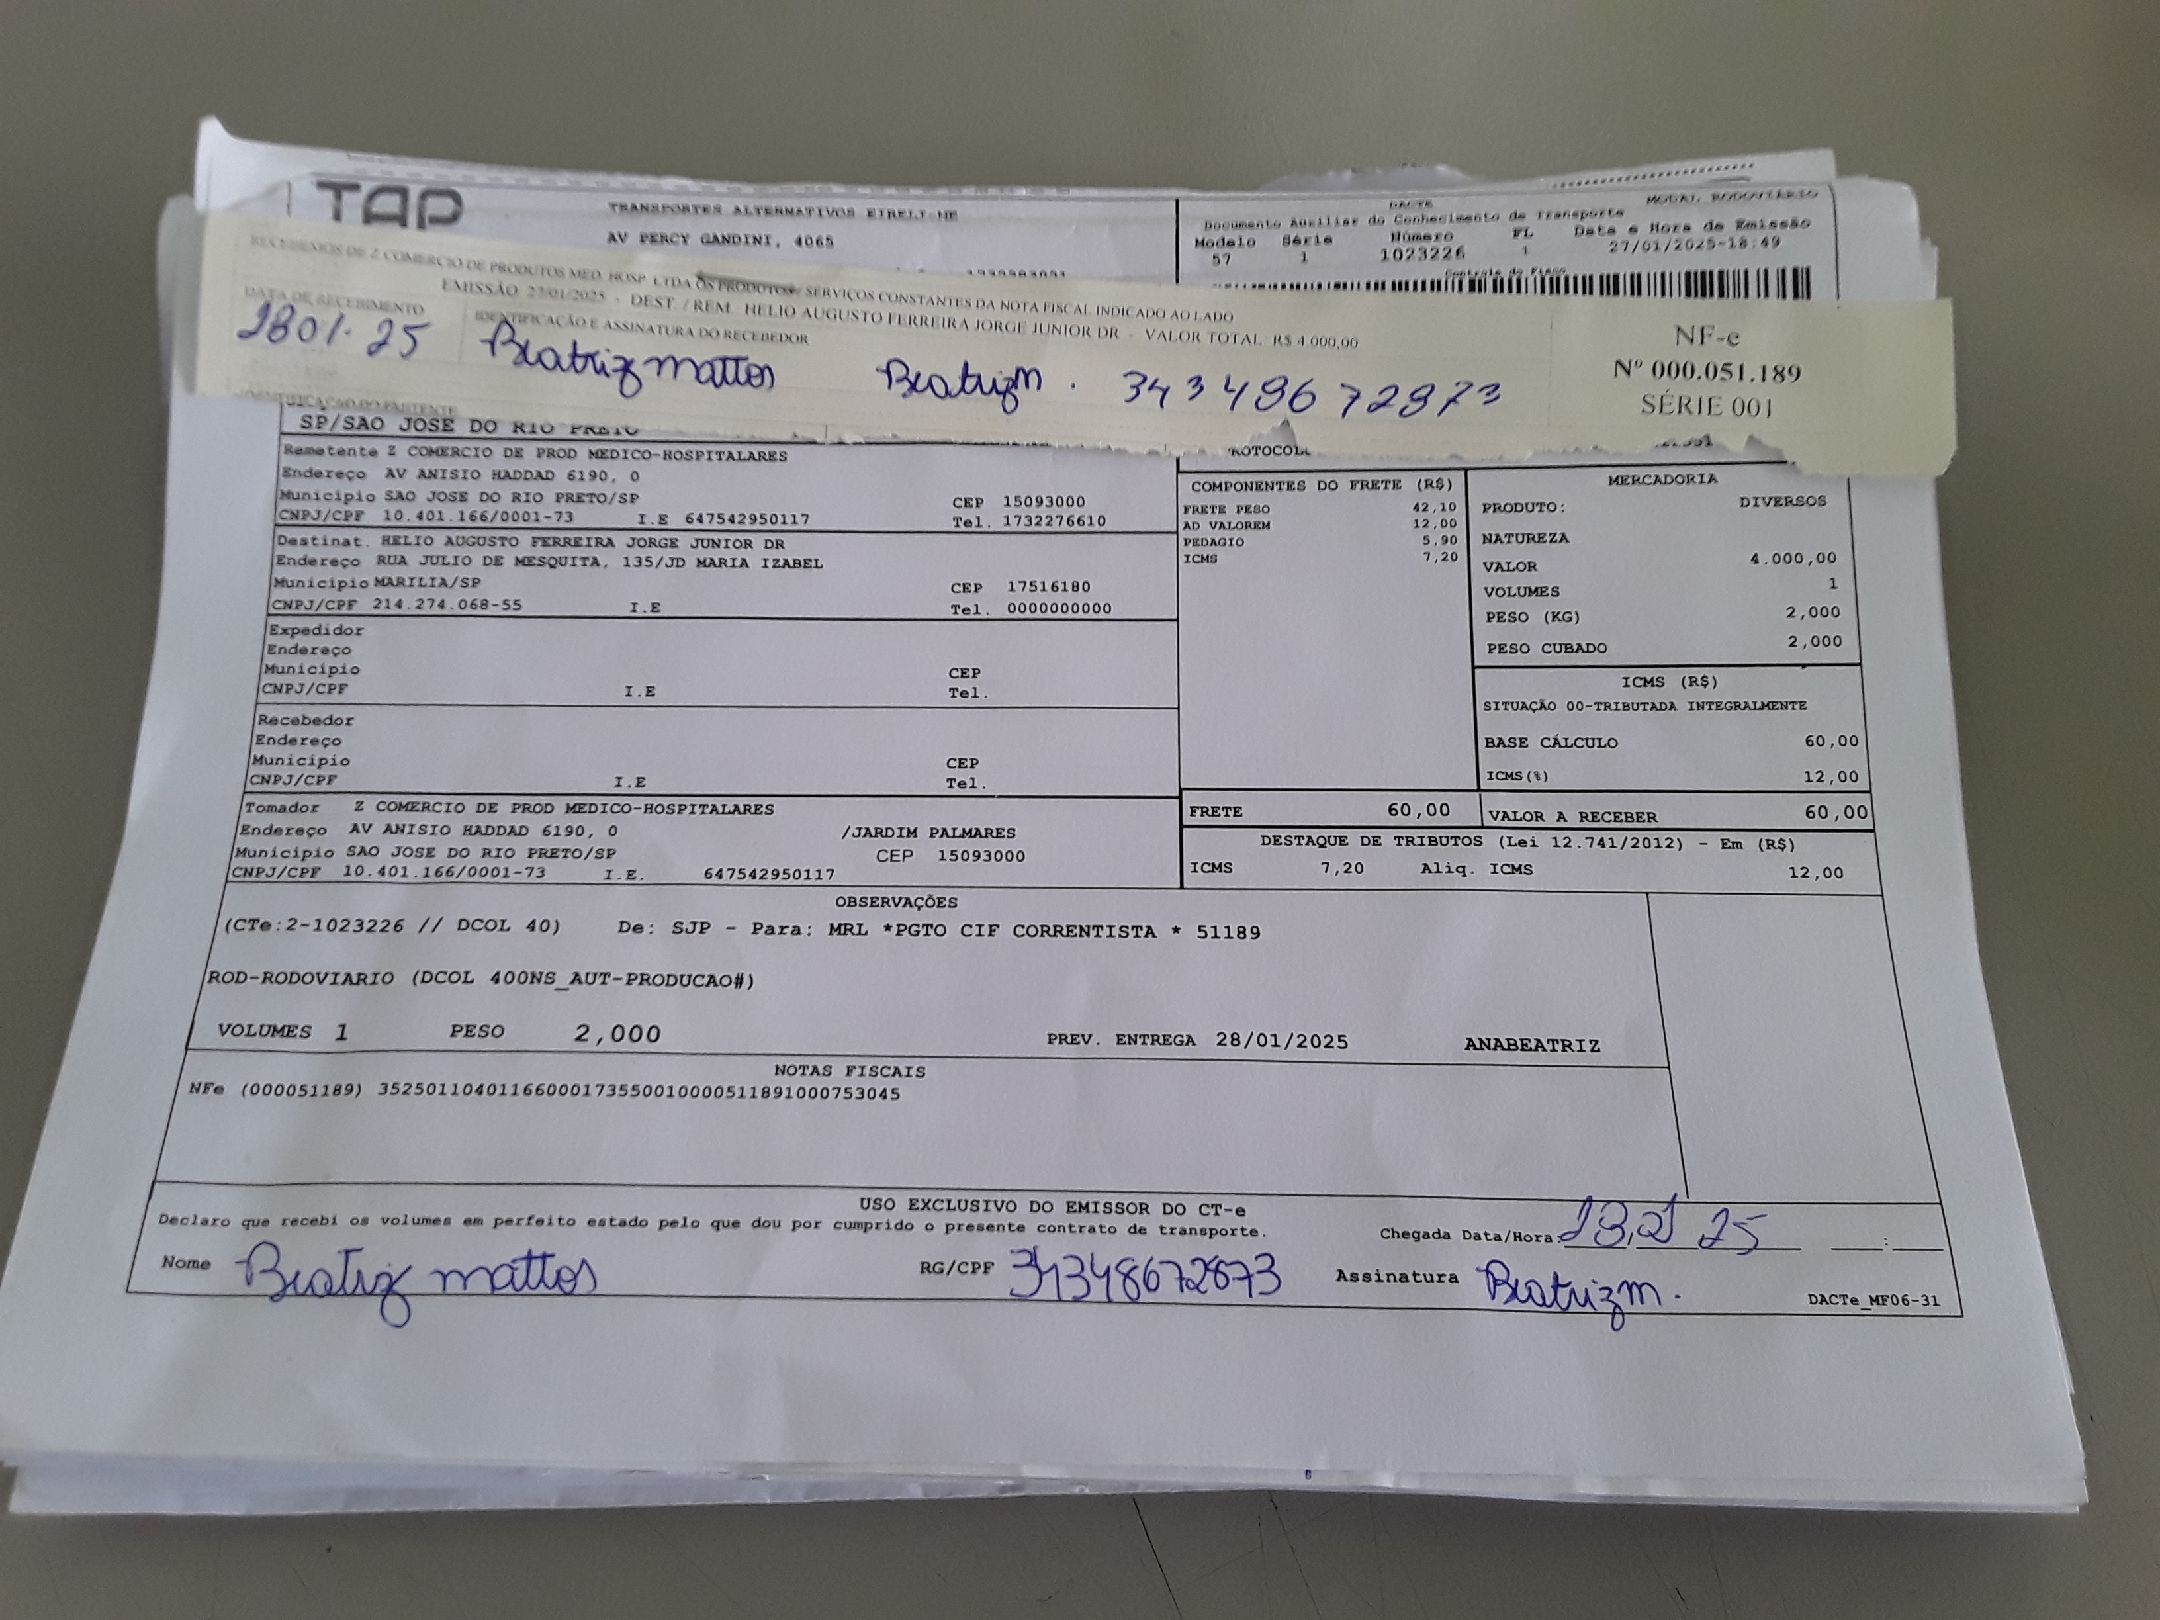 TAP
TRANSPORTES ALTERNATIVOS EIRELI-ME
AV PERCY GANDINI, 4065
DACTE
MODAL RODOVIÁRIO
Documento Auxiliar do Conhecimento de Transporte
Modelo Série Número FL Data e Hora de Emissão
57 1 1023226 1 27/01/2025-18:49
Controle do Fisco
RECEBEMOS DE Z COMERCIO DE PRODUTOS MED. HOSP. LTDA OS PRODUTOS / SERVIÇOS CONSTANTES DA NOTA FISCAL INDICADO AO LADO
EMISSÃO 27/01/2025 - DEST. / REM. HELIO AUGUSTO FERREIRA JORGE JUNIOR DR - VALOR TOTAL R$ 4.000,00
DATA DE RECEBIMENTO
IDENTIFICAÇÃO E ASSINATURA DO RECEBEDOR
2801.25 Beatriz mattos Beatriz m.
NF-e
Nº 000.051.189
SÉRIE 001
IDENTIFICAÇÃO DO EMITENTE
SP/SAO JOSE DO RIO PRETO
Remetente Z COMERCIO DE PROD MEDICO-HOSPITALARES
Endereço AV ANISIO HADDAD 6190, 0
Município SAO JOSE DO RIO PRETO/SP CEP 15093000
CNPJ/CPF 10.401.166/0001-73 I.E 647542950117 Tel. 1732276610
Destinat. HELIO AUGUSTO FERREIRA JORGE JUNIOR DR
Endereço RUA JULIO DE MESQUITA, 135/JD MARIA IZABEL
Município MARILIA/SP CEP 17516180
CNPJ/CPF 214.274.068-55 I.E Tel. 0000000000
Expedidor
Endereço
Município CEP
CNPJ/CPF I.E Tel.
Recebedor
Endereço
Município CEP
CNPJ/CPF I.E Tel.
Tomador Z COMERCIO DE PROD MEDICO-HOSPITALARES
Endereço AV ANISIO HADDAD 6190, 0 /JARDIM PALMARES
Município SAO JOSE DO RIO PRETO/SP CEP 15093000
CNPJ/CPF 10.401.166/0001-73 I.E. 647542950117
COMPONENTES DO FRETE (R$)
FRETE PESO 42,10
AD VALOREM 12,00
PEDAGIO 5,90
ICMS 7,20
MERCADORIA
PRODUTO: DIVERSOS
NATUREZA
VALOR 4.000,00
VOLUMES 1
PESO (KG) 2,000
PESO CUBADO 2,000
ICMS (R$)
SITUAÇÃO 00-TRIBUTADA INTEGRALMENTE
BASE CÁLCULO 60,00
ICMS(%) 12,00
FRETE 60,00 VALOR A RECEBER 60,00
DESTAQUE DE TRIBUTOS (Lei 12.741/2012) - Em (R$)
ICMS 7,20 Aliq. ICMS 12,00
OBSERVAÇÕES
(CTe:2-1023226 // DCOL 40) De: SJP - Para: MRL *PGTO CIF CORRENTISTA * 51189
ROD-RODOVIARIO (DCOL 400NS_AUT-PRODUCAO#)
VOLUMES 1 PESO 2,000 PREV. ENTREGA 28/01/2025 ANABEATRIZ
NOTAS FISCAIS
NFe (000051189) 35250110401166000173550010000511891000753045
USO EXCLUSIVO DO EMISSOR DO CT-e
Declaro que recebi os volumes em perfeito estado pelo que dou por cumprido o presente contrato de transporte.
Chegada Data/Hora:
Nome Beatriz mattos RG/CPF 34348672873 Assinatura Beatriz m.
DACTe_MF06-31